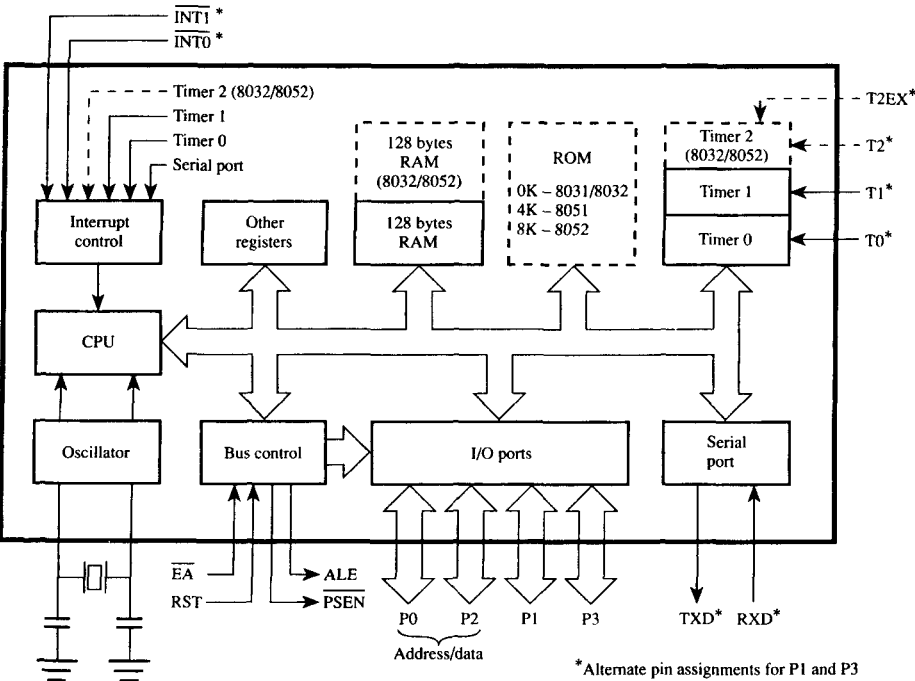 INT1 *
INT0 *
Timer 2 (8032/8052)
Timer 1
Timer 0
Serial port
T2EX*
T2*
T1*
T0*
Interrupt
control
Other
registers
128 bytes
RAM
(8032/8052)
128 bytes
RAM
ROM
0K – 8031/8032
4K – 8051
8K – 8052
Timer 2
(8032/8052)
Timer 1
Timer 0
CPU
Oscillator
Bus control
I/O ports
Serial
port
EA
RST
ALE
PSEN
P0
P2
P1
P3
Address/data
TXD*
RXD*
*Alternate pin assignments for P1 and P3